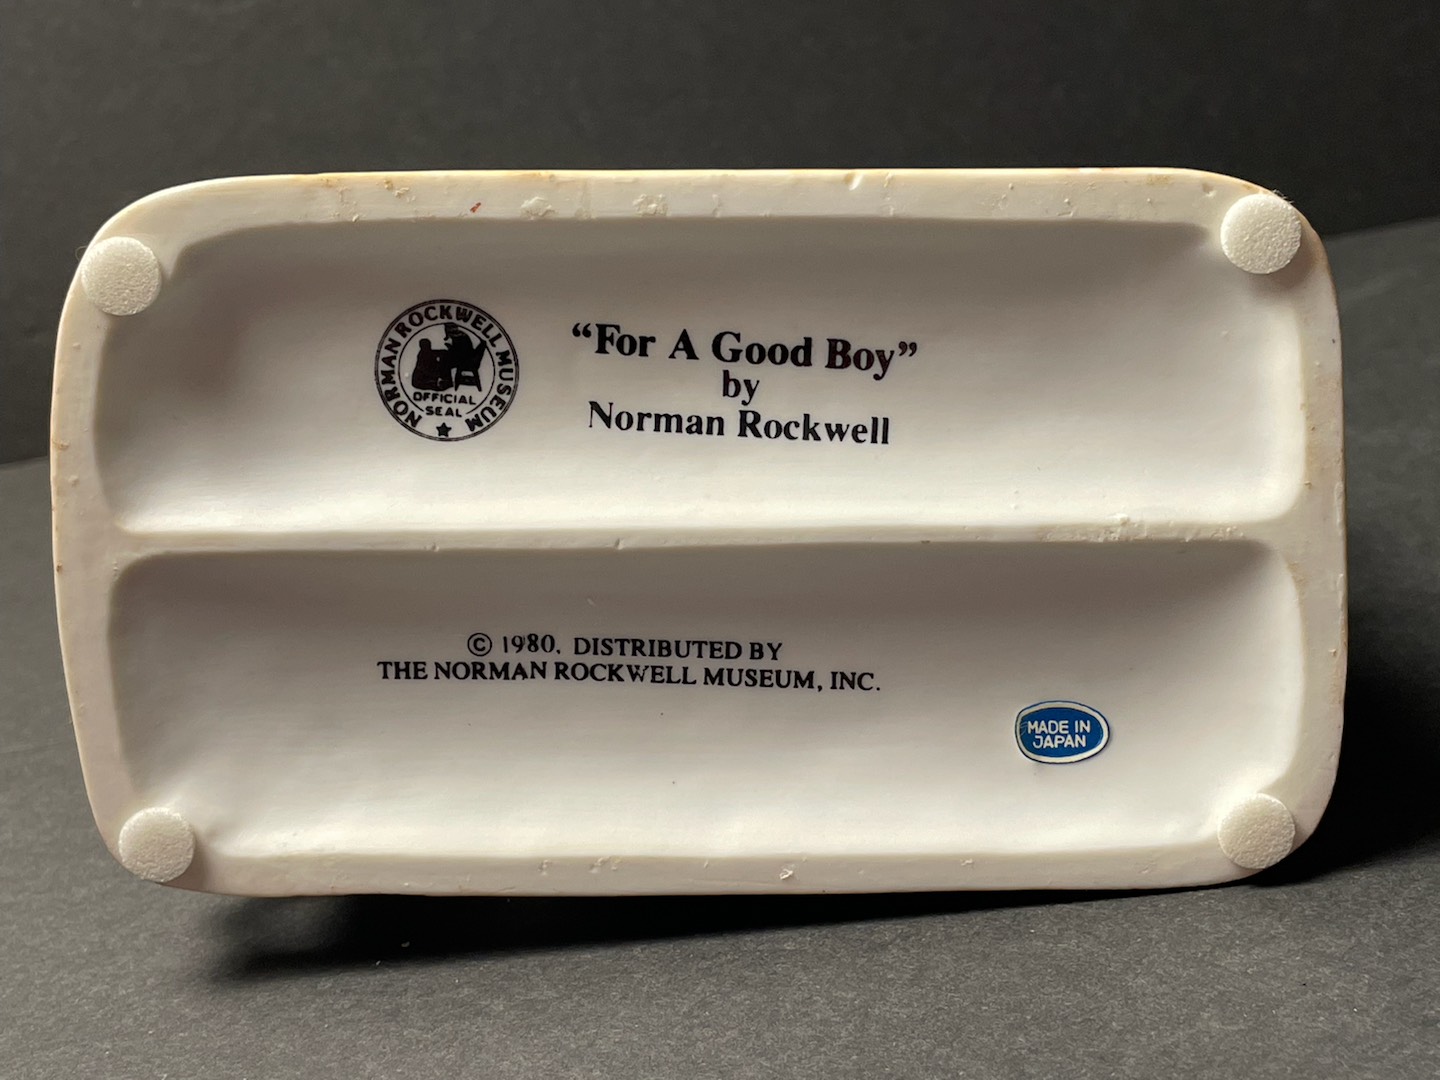 NORMAN ROCKWELL MUSEUM
OFFICIAL
SEAL
“For A Good Boy”
by
Norman Rockwell
© 1980. DISTRIBUTED BY
THE NORMAN ROCKWELL MUSEUM, INC.
MADE IN
JAPAN